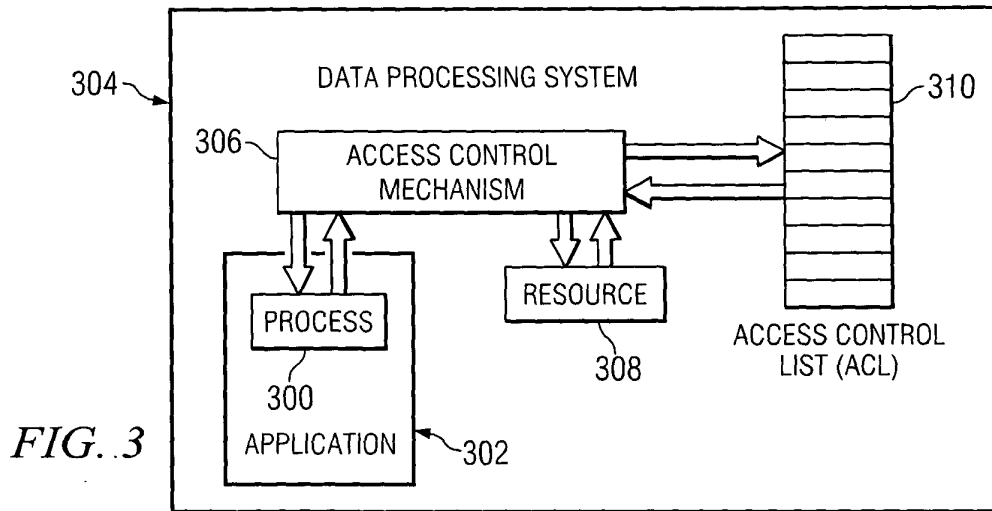 304
DATA PROCESSING SYSTEM
310
306
ACCESS CONTROL
MECHANISM
PROCESS
RESOURCE
300
308
ACCESS CONTROL
LIST (ACL)
APPLICATION
302
FIG. .3